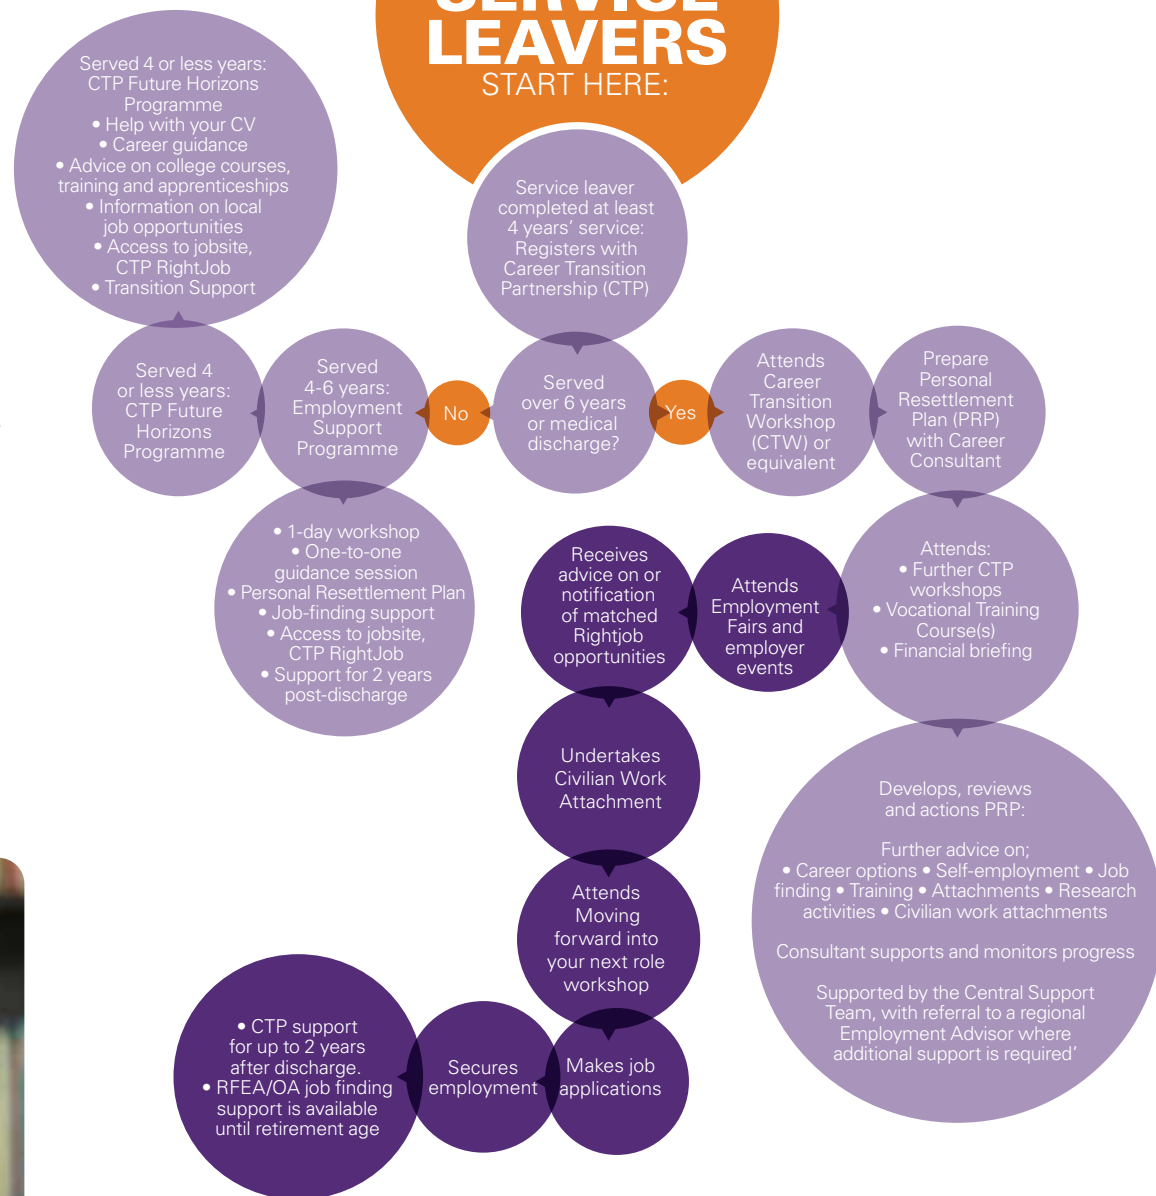 SERVICE
LEAVERS
START HERE:
Served 4 or less years:
CTP Future Horizons
Programme
• Help with your CV
• Career guidance
• Advice on college courses,
training and apprenticeships
• Information on local
job opportunities
• Access to jobsite,
CTP RightJob
• Transition Support
Service leaver
completed at least
4 years’ service:
Registers with
Career Transition
Partnership (CTP)
Served 4
or less years:
CTP Future
Horizons
Programme
Served
4-6 years:
Employment
Support
Programme
No
Served
over 6 years
or medical
discharge?
Yes
Attends
Career
Transition
Workshop
(CTW) or
equivalent
Prepare
Personal
Resettlement
Plan (PRP)
with Career
Consultant
• 1-day workshop
• One-to-one
guidance session
• Personal Resettlement Plan
• Job-finding support
• Access to jobsite,
CTP RightJob
• Support for 2 years
post-discharge
Receives
advice on or
notification
of matched
Rightjob
opportunities
Attends
Employment
Fairs and
employer
events
Attends:
• Further CTP
workshops
• Vocational Training
Course(s)
• Financial briefing
Undertakes
Civilian Work
Attachment
Develops, reviews
and actions PRP:
Further advice on;
• Career options • Self-employment • Job
finding • Training • Attachments • Research
activities • Civilian work attachments
Consultant supports and monitors progress
Supported by the Central Support
Team, with referral to a regional
Employment Advisor where
additional support is required’
Attends
Moving
forward into
your next role
workshop
• CTP support
for up to 2 years
after discharge.
• RFEA/OA job finding
support is available
until retirement age
Secures
employment
Makes job
applications